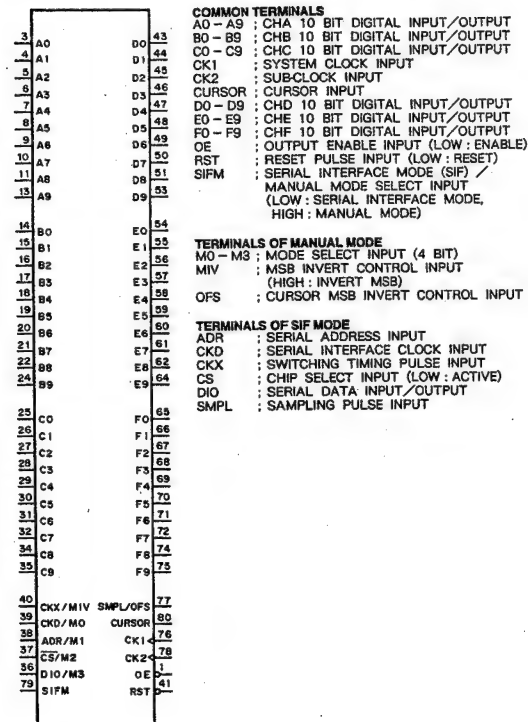 3 A0 D0 43
4 A1 D1 44
5 A2 D2 45
6 A3 D3 46
7 A4 D4 47
8 A5 D5 48
9 A6 D6 49
10 A7 D7 50
11 A8 D8 51
13 A9 D9 53
14 B0 E0 54
15 B1 E1 55
16 B2 E2 56
17 B3 E3 57
18 B4 E4 58
19 B5 E5 59
20 B6 E6 60
21 B7 E7 61
22 B8 E8 62
24 B9 E9 64
25 C0 F0 65
26 C1 F1 66
27 C2 F2 67
28 C3 F3 68
29 C4 F4 69
30 C5 F5 70
31 C6 F6 71
32 C7 F7 72
34 C8 F8 74
35 C9 F9 75
40 CKX/MIV SMPL/OFS 77
39 CKD/M0 CURSOR 80
38 ADR/M1 CK1 76
37 CS/M2 CK2 78
36 DIO/M3 OE 1
79 SIFM RST 41
COMMON TERMINALS
A0 – A9 ; CHA 10 BIT DIGITAL INPUT/OUTPUT
B0 – B9 ; CHB 10 BIT DIGITAL INPUT/OUTPUT
C0 – C9 ; CHC 10 BIT DIGITAL INPUT/OUTPUT
CK1 ; SYSTEM CLOCK INPUT
CK2 ; SUB-CLOCK INPUT
CURSOR ; CURSOR INPUT
D0 – D9 ; CHD 10 BIT DIGITAL INPUT/OUTPUT
E0 – E9 ; CHE 10 BIT DIGITAL INPUT/OUTPUT
F0 – F9 ; CHF 10 BIT DIGITAL INPUT/OUTPUT
OE ; OUTPUT ENABLE INPUT (LOW : ENABLE)
RST ; RESET PULSE INPUT (LOW : RESET)
SIFM ; SERIAL INTERFACE MODE (SIF) /
MANUAL MODE SELECT INPUT
(LOW : SERIAL INTERFACE MODE,
HIGH : MANUAL MODE)
TERMINALS OF MANUAL MODE
M0 – M3 ; MODE SELECT INPUT (4 BIT)
MIV ; MSB INVERT CONTROL INPUT
(HIGH : INVERT MSB)
OFS ; CURSOR MSB INVERT CONTROL INPUT
TERMINALS OF SIF MODE
ADR ; SERIAL ADDRESS INPUT
CKD ; SERIAL INTERFACE CLOCK INPUT
CKX ; SWITCHING TIMING PULSE INPUT
CS ; CHIP SELECT INPUT (LOW : ACTIVE)
DIO ; SERIAL DATA INPUT/OUTPUT
SMPL ; SAMPLING PULSE INPUT